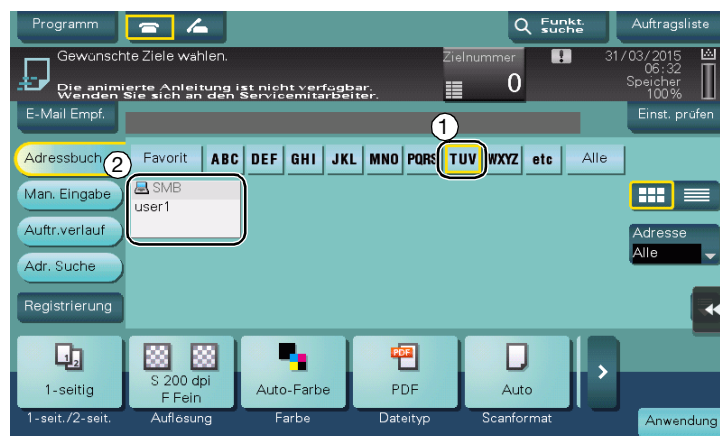 Programm
Funkt.
suche
Auftragsliste
Gewünschte Ziele wählen.
Zielnummer
0
31/03/2015
06:32
Speicher
100%
Die animierte Anleitung ist nicht verfügbar.
Wenden Sie sich an den Servicemitarbeiter.
E-Mail Empf.
Einst. prüfen
1
Adressbuch
2
Favorit ABC DEF GHI JKL MNO PQRS TUV WXYZ etc Alle
Man. Eingabe
SMB
user1
Auftr.verlauf
Adresse
Alle
Adr. Suche
Registrierung
1-seitig
S 200 dpi
F Fein
Auto-Farbe
PDF
PDF
Auto
1-seit./2-seit.
Auflösung
Farbe
Dateityp
Scanformat
Anwendung